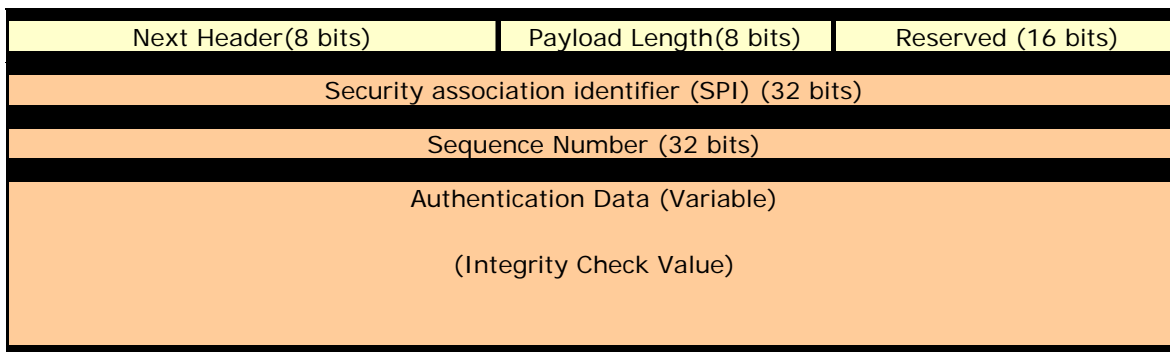 Next Header(8 bits) Payload Length(8 bits) Reserved (16 bits)
Security association identifier (SPI) (32 bits)
Sequence Number (32 bits)
Authentication Data (Variable)
(Integrity Check Value)